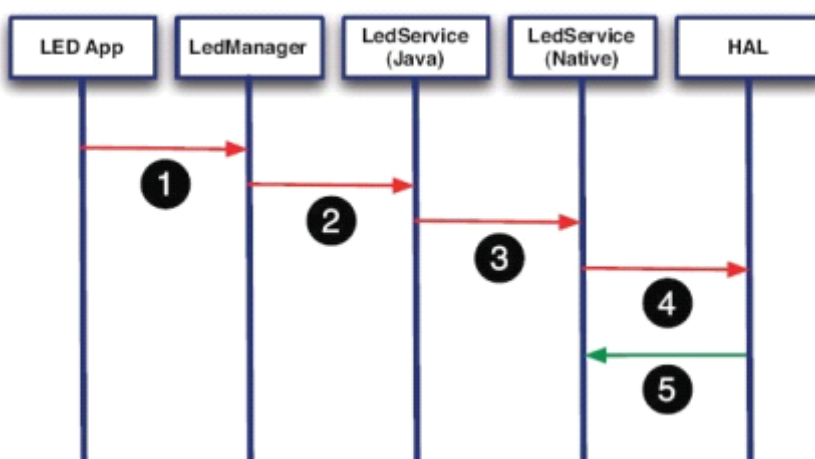 LED App
LedManager
LedService
(Java)
LedService
(Native)
HAL
1
2
3
4
5